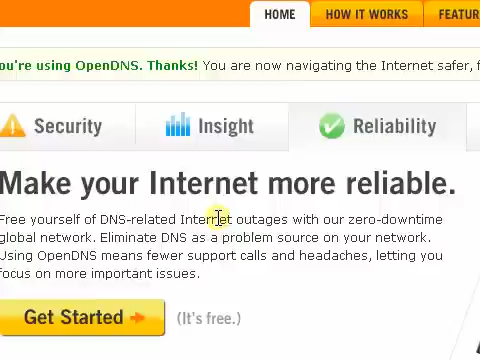 HOME HOW IT WORKS
ou're using OpenDNS. Thanks! You are now navigating the Internet safer,
Security Insight Reliability
Make your Internet more reliable.
Free yourself of DNS-related Internet outages with our zero-downtime
global network. Eliminate DNS as a problem source on your network.
Using OpenDNS means fewer support calls and headaches, letting you
focus on more important issues.
Get Started (It's free.)